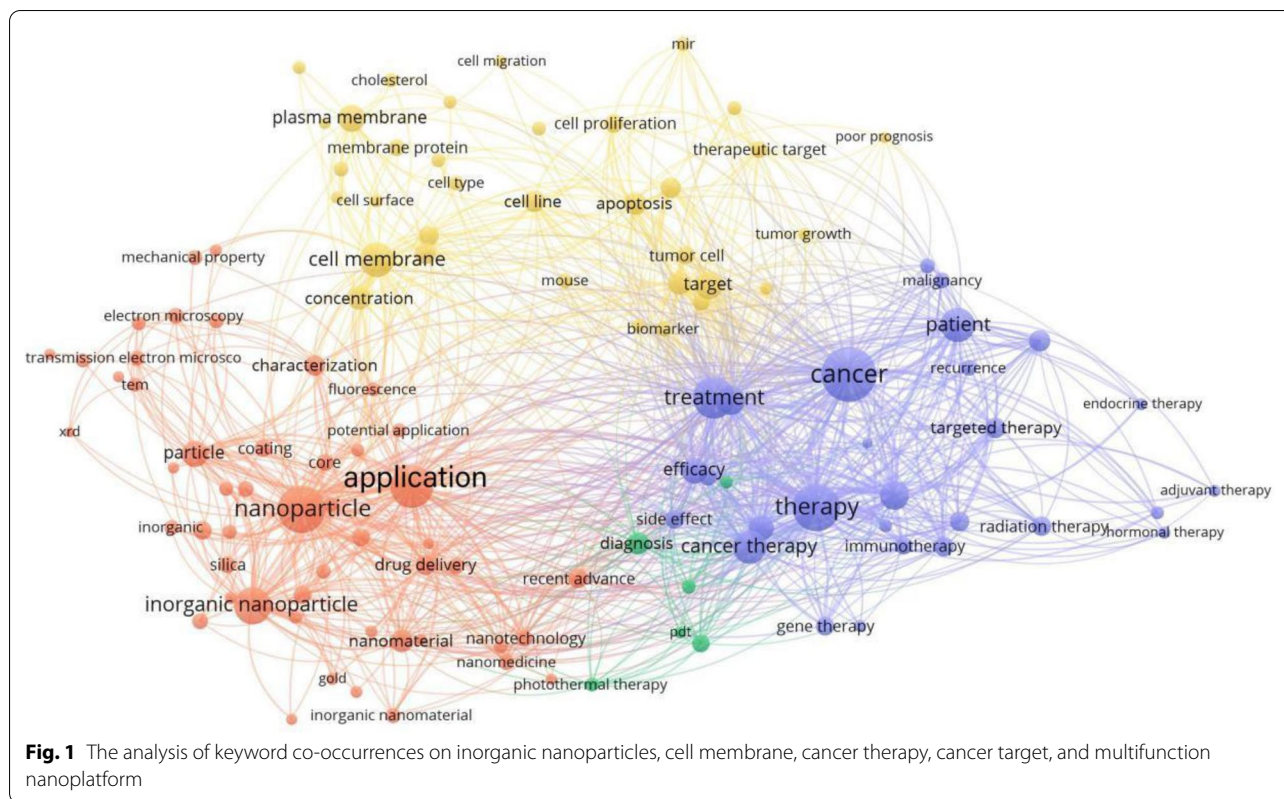 mir
cell migration
cholesterol
plasma membrane
cell proliferation
poor prognosis
membrane protein
therapeutic target
cell type
cell surface
cell line
apoptosis
tumor growth
mechanical property
cell membrane
tumor cell
mouse
target
malignancy
concentration
electron microscopy
biomarker
patient
transmission electron microsco
characterization
cancer
recurrence
tem
fluorescence
treatment
endocrine therapy
xrd
potential application
targeted therapy
particle
coating
core
application
efficacy
adjuvant therapy
nanoparticle
therapy
inorganic
side effect
radiation therapy
hormonal therapy
diagnosis
cancer therapy
immunotherapy
silica
drug delivery
recent advance
inorganic nanoparticle
gene therapy
nanomaterial
nanotechnology
pdt
nanomedicine
gold
photothermal therapy
inorganic nanomaterial
Fig. 1 The analysis of keyword co-occurrences on inorganic nanoparticles, cell membrane, cancer therapy, cancer target, and multifunction
nanoplatform